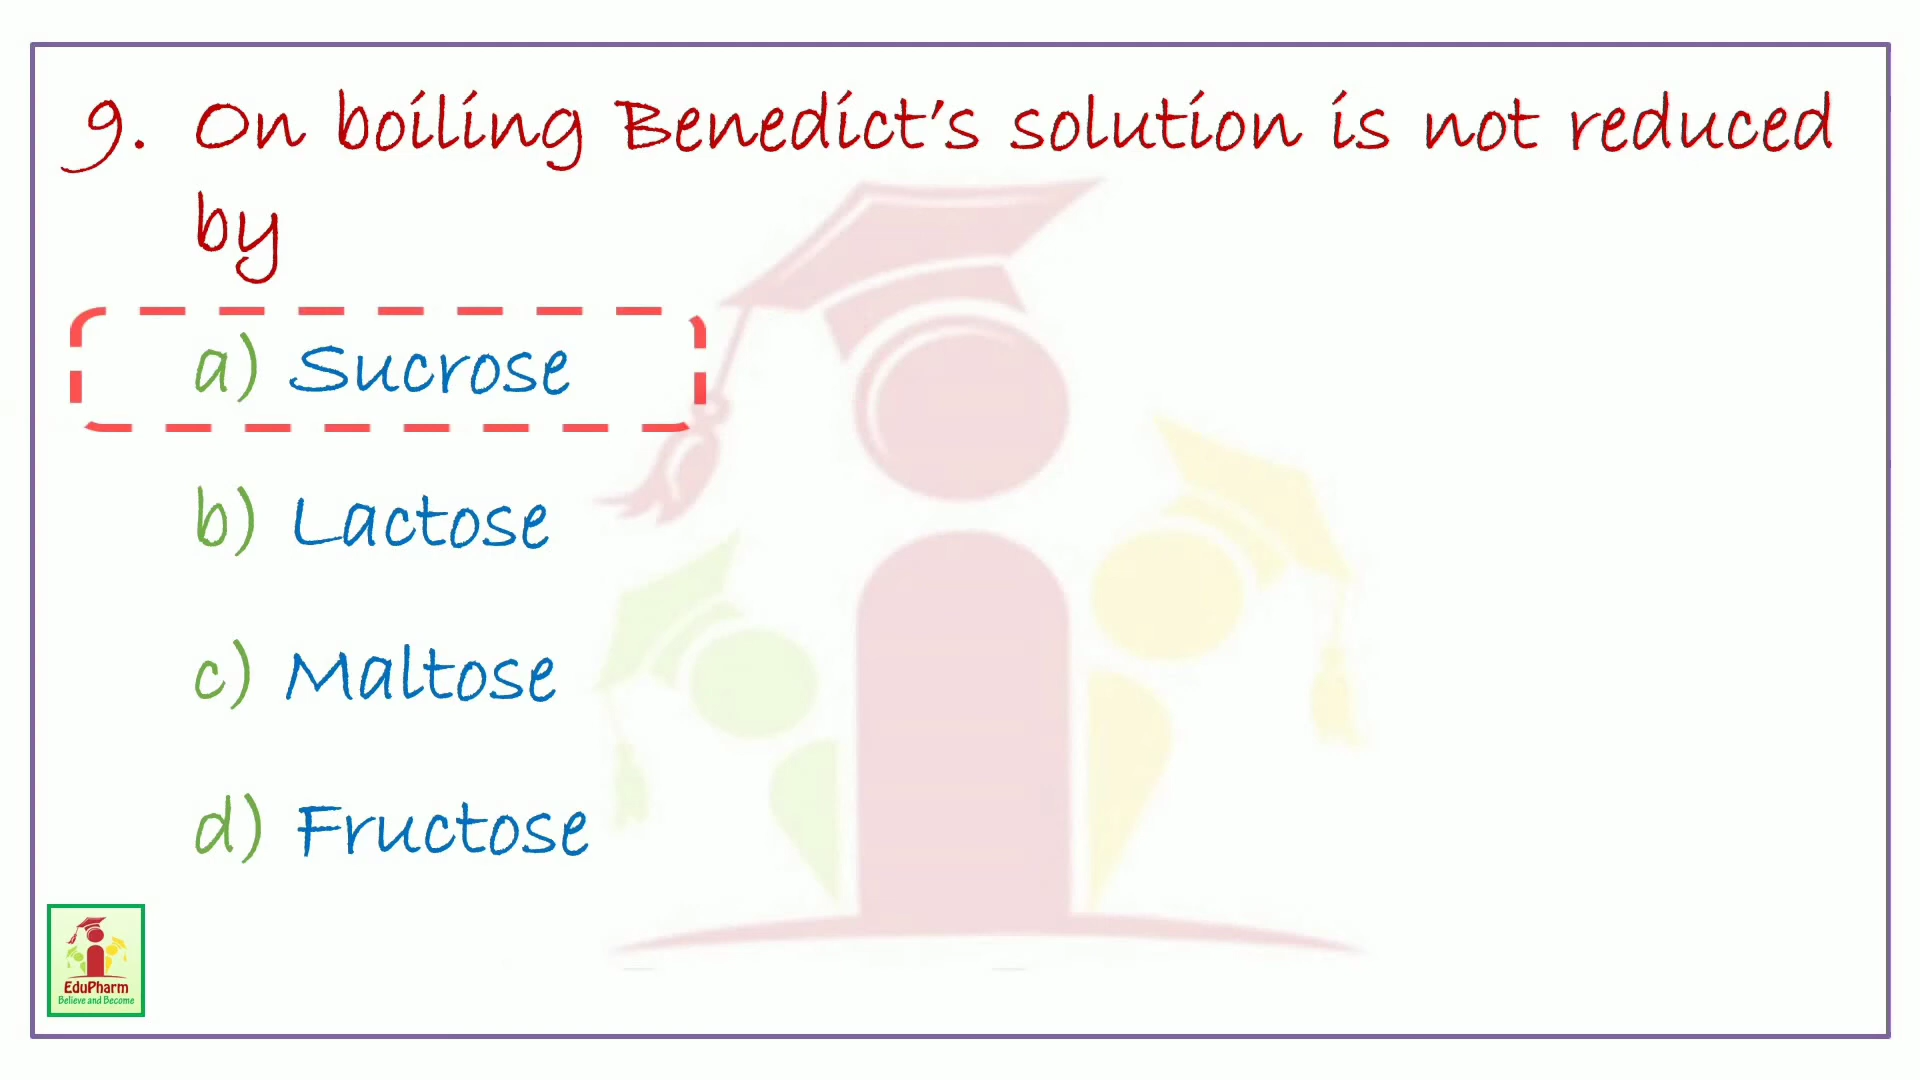 9. On boiling Benedict's solution is not reduced
by
a) Sucrose
b) Lactose
c) Maltose
d) Fructose
EduPharm
Believe and Become